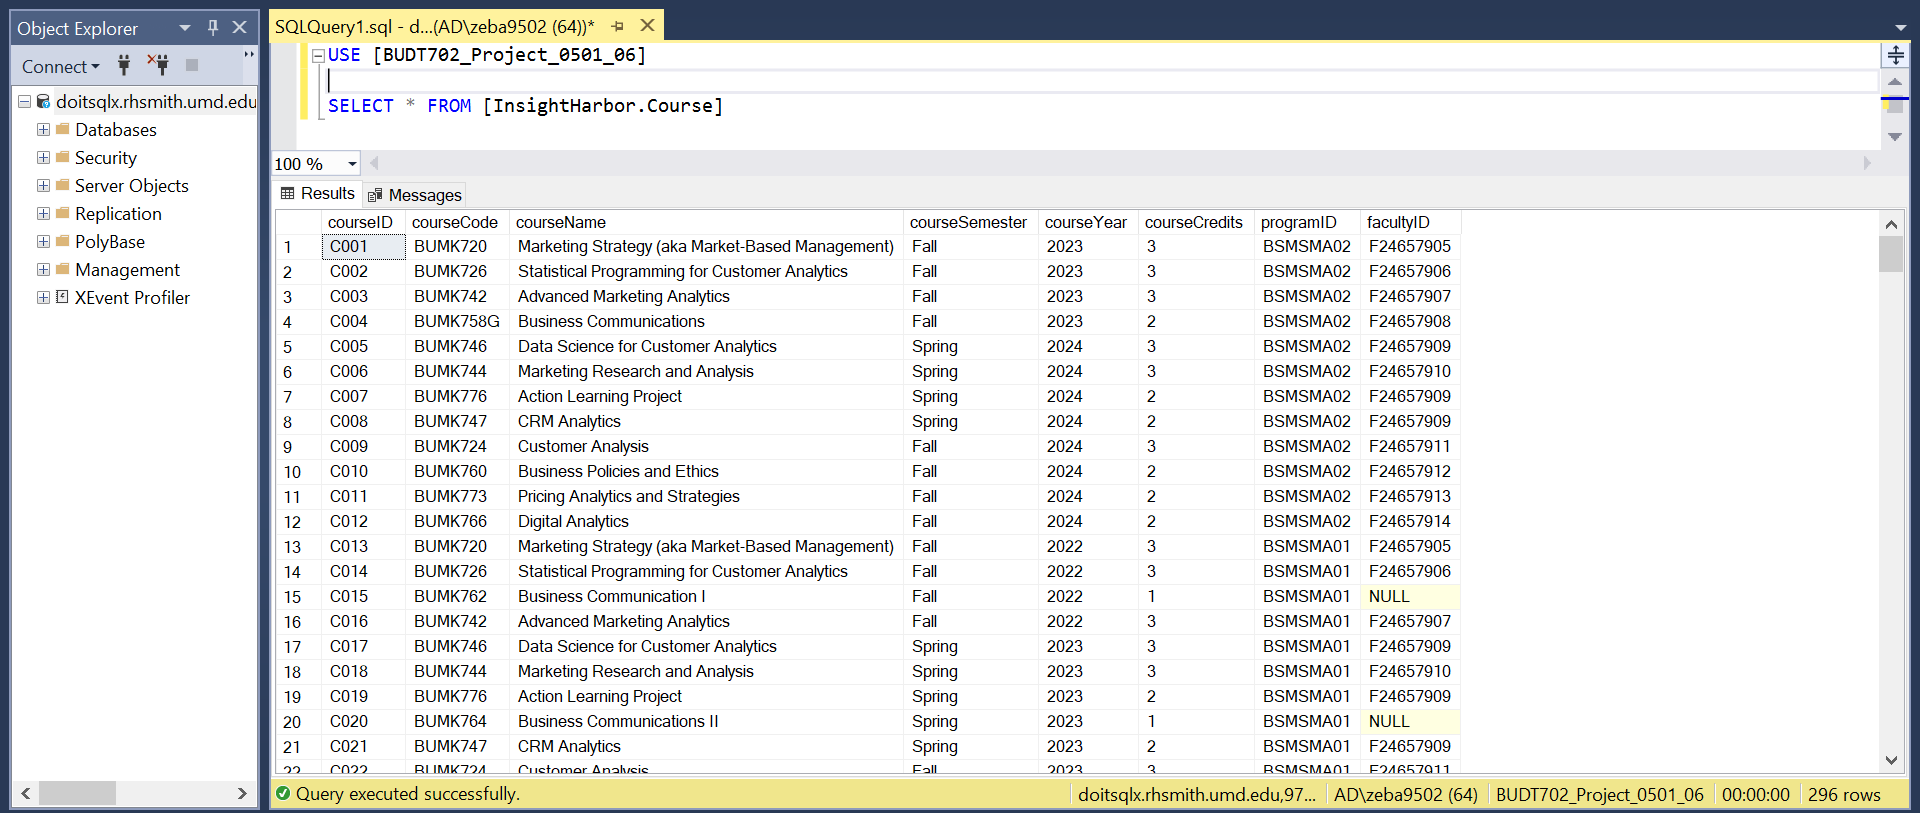 Object Explorer
Connect
doitsqlx.rhsmith.umd.edu
Databases
Security
Server Objects
Replication
PolyBase
Management
XEvent Profiler
SQLQuery1.sql - d...(AD\zeba9502 (64))*
USE [BUDT702_Project_0501_06]
SELECT * FROM [InsightHarbor.Course]
100 %
Results Messages
courseID courseCode courseName courseSemester courseYear courseCredits programID facultyID
1 C001 BUMK720 Marketing Strategy (aka Market-Based Management) Fall 2023 3 BSMSMA02 F24657905
2 C002 BUMK726 Statistical Programming for Customer Analytics Fall 2023 3 BSMSMA02 F24657906
3 C003 BUMK742 Advanced Marketing Analytics Fall 2023 3 BSMSMA02 F24657907
4 C004 BUMK758G Business Communications Fall 2023 2 BSMSMA02 F24657908
5 C005 BUMK746 Data Science for Customer Analytics Spring 2024 3 BSMSMA02 F24657909
6 C006 BUMK744 Marketing Research and Analysis Spring 2024 3 BSMSMA02 F24657910
7 C007 BUMK776 Action Learning Project Spring 2024 2 BSMSMA02 F24657909
8 C008 BUMK747 CRM Analytics Spring 2024 2 BSMSMA02 F24657909
9 C009 BUMK724 Customer Analysis Fall 2024 3 BSMSMA02 F24657911
10 C010 BUMK760 Business Policies and Ethics Fall 2024 2 BSMSMA02 F24657912
11 C011 BUMK773 Pricing Analytics and Strategies Fall 2024 2 BSMSMA02 F24657913
12 C012 BUMK766 Digital Analytics Fall 2024 2 BSMSMA02 F24657914
13 C013 BUMK720 Marketing Strategy (aka Market-Based Management) Fall 2022 3 BSMSMA01 F24657905
14 C014 BUMK726 Statistical Programming for Customer Analytics Fall 2022 3 BSMSMA01 F24657906
15 C015 BUMK762 Business Communication I Fall 2022 1 BSMSMA01 NULL
16 C016 BUMK742 Advanced Marketing Analytics Fall 2022 3 BSMSMA01 F24657907
17 C017 BUMK746 Data Science for Customer Analytics Spring 2023 3 BSMSMA01 F24657909
18 C018 BUMK744 Marketing Research and Analysis Spring 2023 3 BSMSMA01 F24657910
19 C019 BUMK776 Action Learning Project Spring 2023 2 BSMSMA01 F24657909
20 C020 BUMK764 Business Communications II Spring 2023 1 BSMSMA01 NULL
21 C021 BUMK747 CRM Analytics Spring 2023 2 BSMSMA01 F24657909
22 C022 BUMK724 Customer Analysis Fall 2023 3 BSMSMA01 F24657911
Query executed successfully. doitsqlx.rhsmith.umd.edu,97... AD\zeba9502 (64) BUDT702_Project_0501_06 00:00:00 296 rows